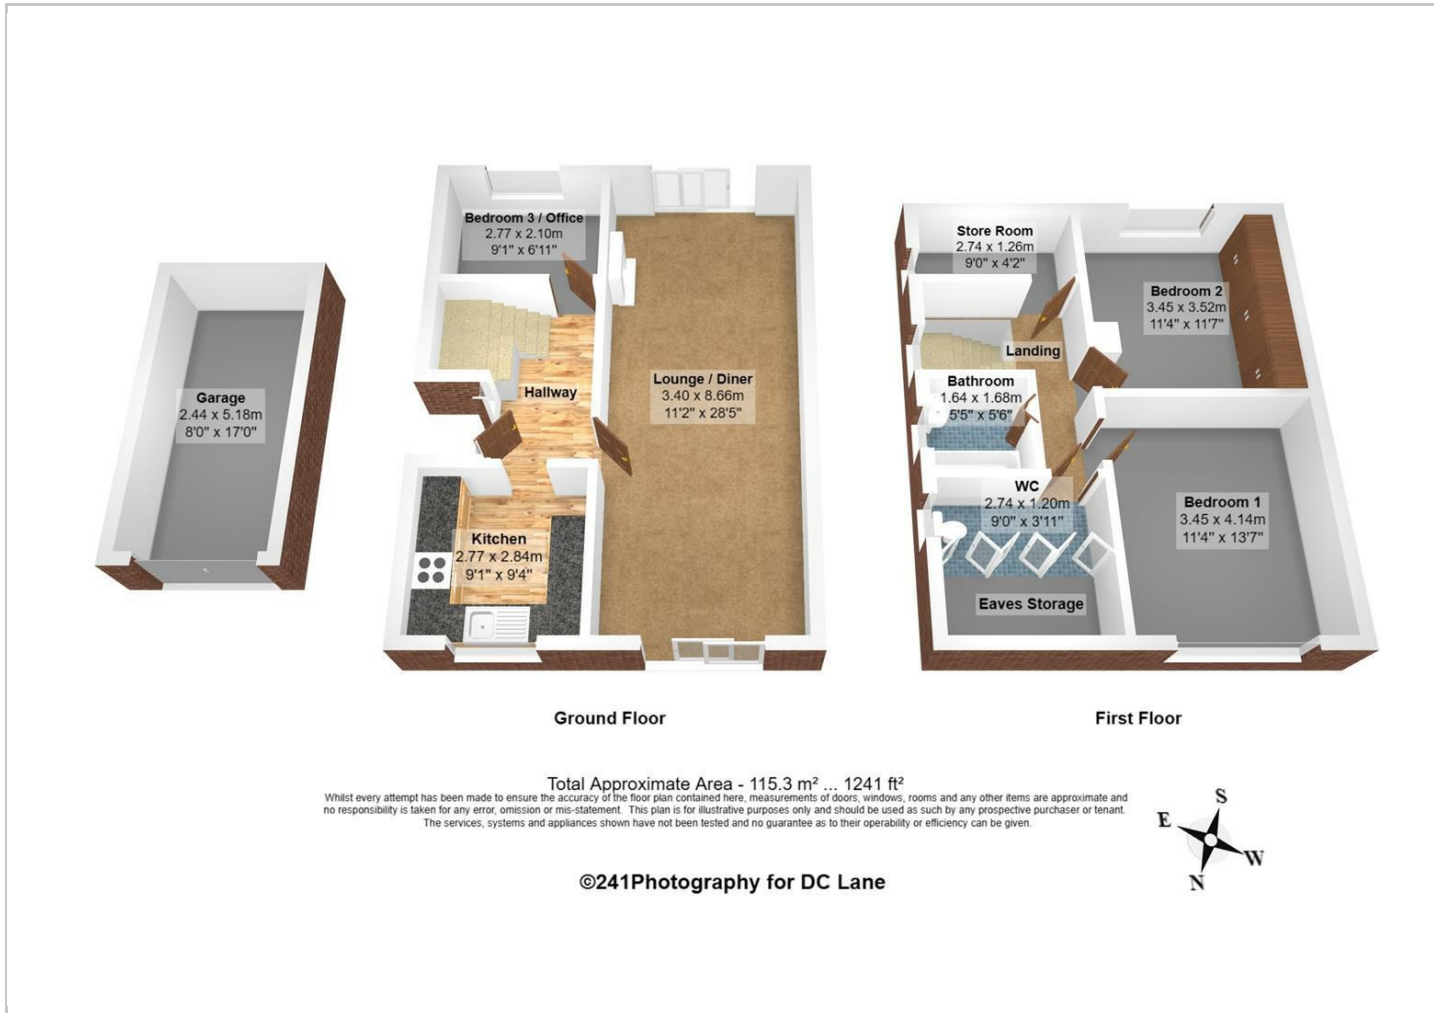 Garage
2.44 x 5.18m
8'0" x 17'0"
Bedroom 3 / Office
2.77 x 2.10m
9'1" x 6'11"
Hallway
Lounge / Diner
3.40 x 8.66m
11'2" x 28'5"
Kitchen
2.77 x 2.84m
9'1" x 9'4"
Ground Floor
Store Room
2.74 x 1.26m
9'0" x 4'2"
Bedroom 2
3.45 x 3.52m
11'4" x 11'7"
Landing
Bathroom
1.64 x 1.68m
5'5" x 5'6"
WC
2.74 x 1.20m
9'0" x 3'11"
Bedroom 1
3.45 x 4.14m
11'4" x 13'7"
Eaves Storage
First Floor
Total Approximate Area - 115.3 m² ... 1241 ft²
Whilst every attempt has been made to ensure the accuracy of the floor plan contained here, measurements of doors, windows, rooms and any other items are approximate and
no responsibility is taken for any error, omission or mis-statement. This plan is for illustrative purposes only and should be used as such by any prospective purchaser or tenant.
The services, systems and appliances shown have not been tested and no guarantee as to their operability or efficiency can be given.
©241Photography for DC Lane
S
E
W
N